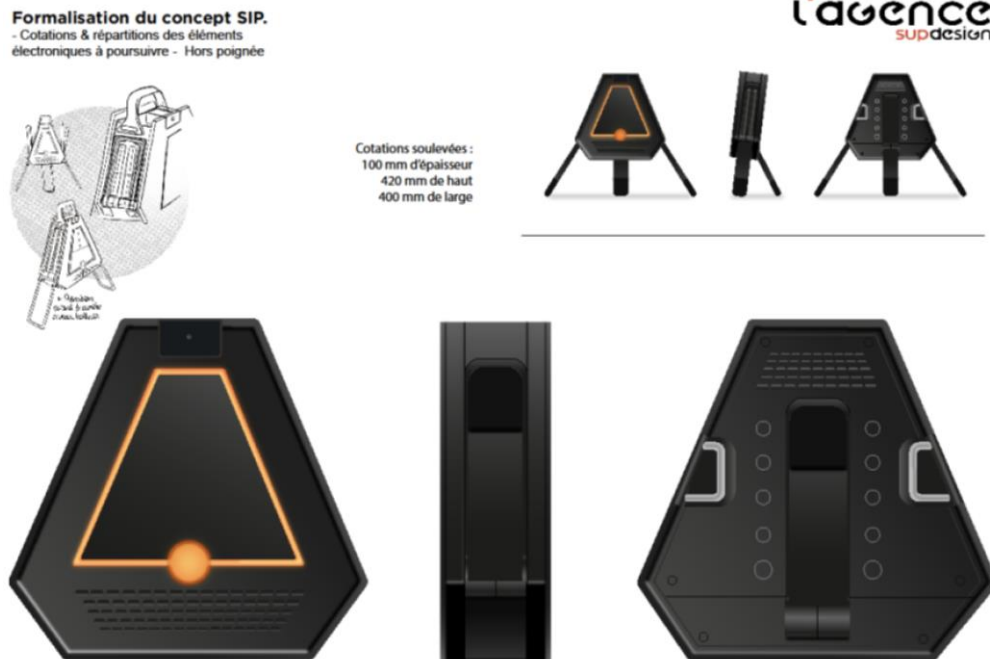 Formalisation du concept SIP.
- Cotations & répartitions des éléments
électroniques à poursuivre - Hors poignée
l'agence
supdesign
Cotations soulevées :
100 mm d'épaisseur
420 mm de haut
400 mm de large